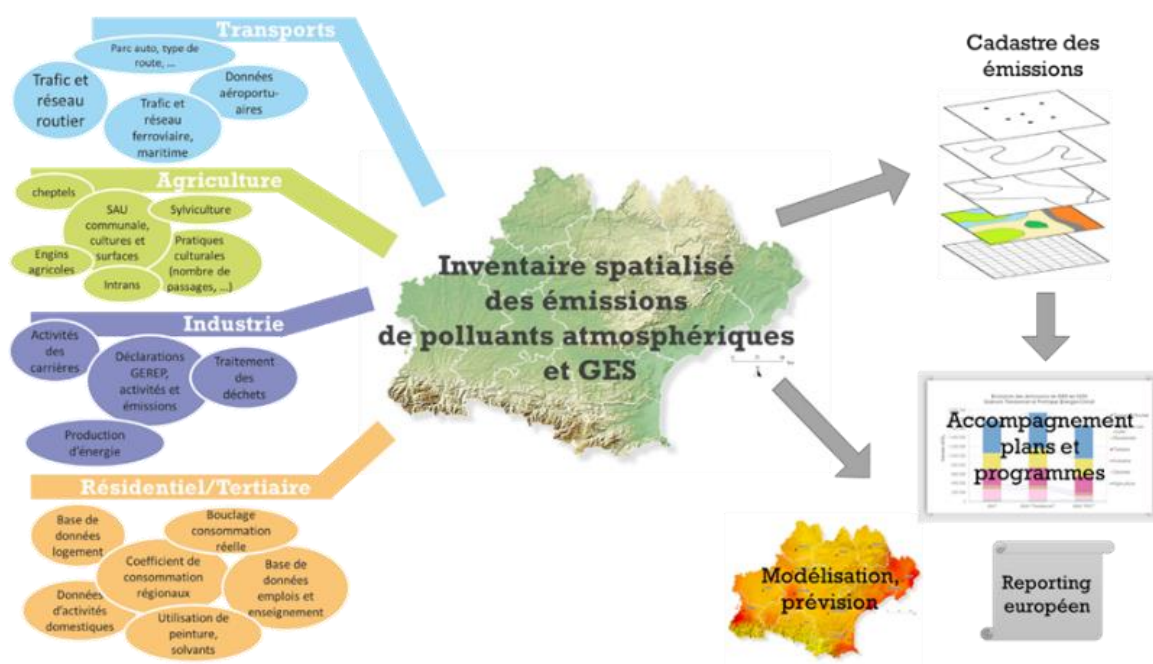 Transports
Parc auto, type de
route, ...
Trafic et
réseau
routier
Données
aéroportu-
aires
Trafic et
réseau
ferroviaire,
maritime
Agriculture
cheptels
SAU
communale,
cultures et
surfaces
Sylviculture
Engins
agricoles
Pratiques
culturales
(nombre de
passages, ...)
Intrans
Industrie
Activités
des
carrières
Déclarations
GEREP,
activités et
émissions
Traitement
des
déchets
Production
d'énergie
Résidentiel/Tertiaire
Base de
données
logement
Bouclage
consommation
réelle
Coefficient de
consommation
régionaux
Base de
données
emplois et
enseignement
Données
d'activités
domestiques
Utilisation de
peinture,
solvants
Inventaire spatialisé
des émissions
de polluants atmosphériques
et GES
Cadastre des
émissions
Accompagnement
plans et
programmes
Modélisation,
prévision
Reporting
européen